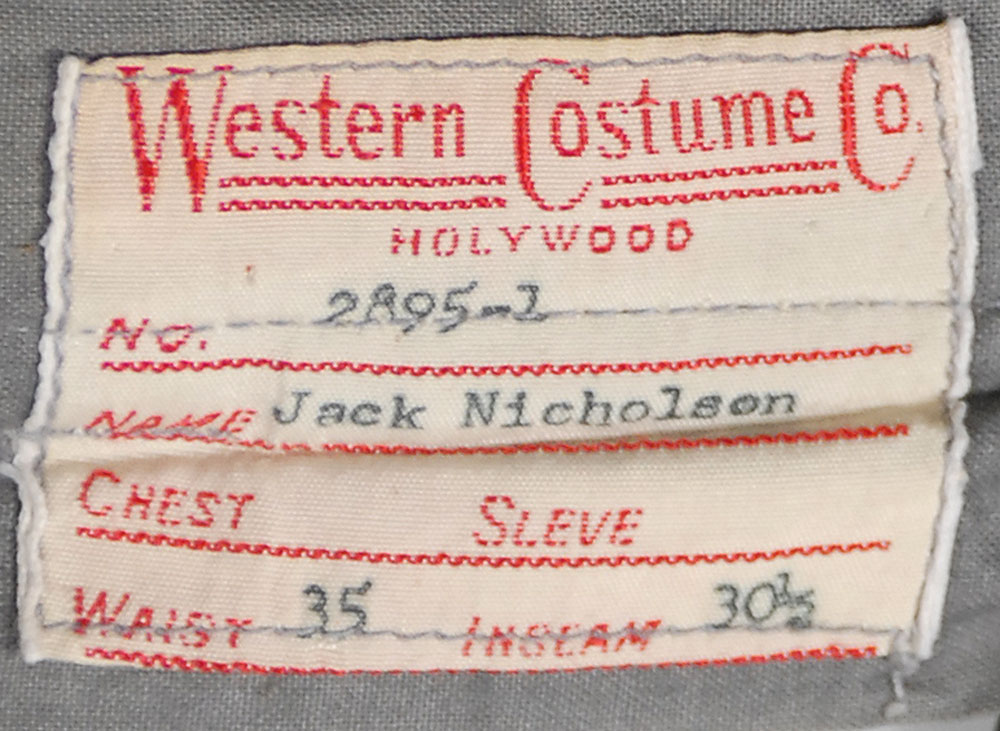 Western Costume Co.
HOLYWOOD
No. 2895-1
NAME Jack Nicholson
CHEST SLEVE
WAIST 35 INSEAM 30½